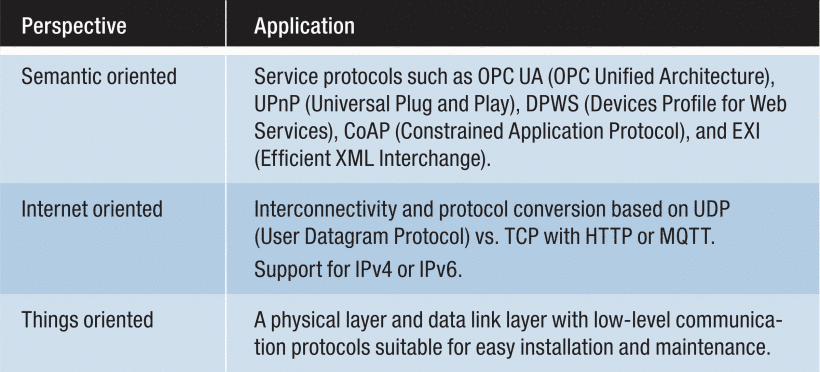 Perspective
Application
Semantic oriented
Service protocols such as OPC UA (OPC Unified Architecture),
UPnP (Universal Plug and Play), DPWS (Devices Profile for Web
Services), CoAP (Constrained Application Protocol), and EXI
(Efficient XML Interchange).
Internet oriented
Interconnectivity and protocol conversion based on UDP
(User Datagram Protocol) vs. TCP with HTTP or MQTT.
Support for IPv4 or IPv6.
Things oriented
A physical layer and data link layer with low-level communica-
tion protocols suitable for easy installation and maintenance.